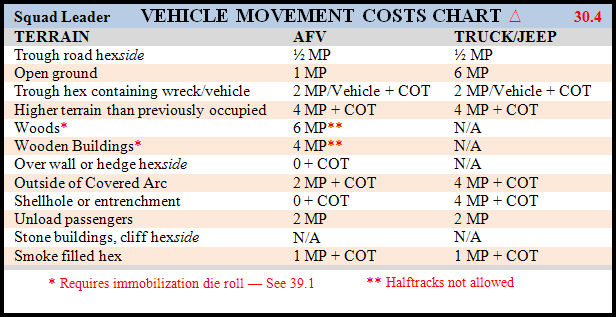 Squad Leader VEHICLE MOVEMENT COSTS CHART △ 30.4
TERRAIN AFV TRUCK/JEEP
Trough road hexside ½ MP ½ MP
Open ground 1 MP 6 MP
Trough hex containing wreck/vehicle 2 MP/Vehicle + COT 2 MP/Vehicle + COT
Higher terrain than previously occupied 4 MP + COT 4 MP + COT
Woods* 6 MP** N/A
Wooden Buildings* 4 MP** N/A
Over wall or hedge hexside 0 + COT N/A
Outside of Covered Arc 2 MP + COT 4 MP + COT
Shellhole or entrenchment 0 + COT 4 MP + COT
Unload passengers 2 MP 2 MP
Stone buildings, cliff hexside N/A N/A
Smoke filled hex 1 MP + COT 1 MP + COT
* Requires immobilization die roll — See 39.1 ** Halftracks not allowed